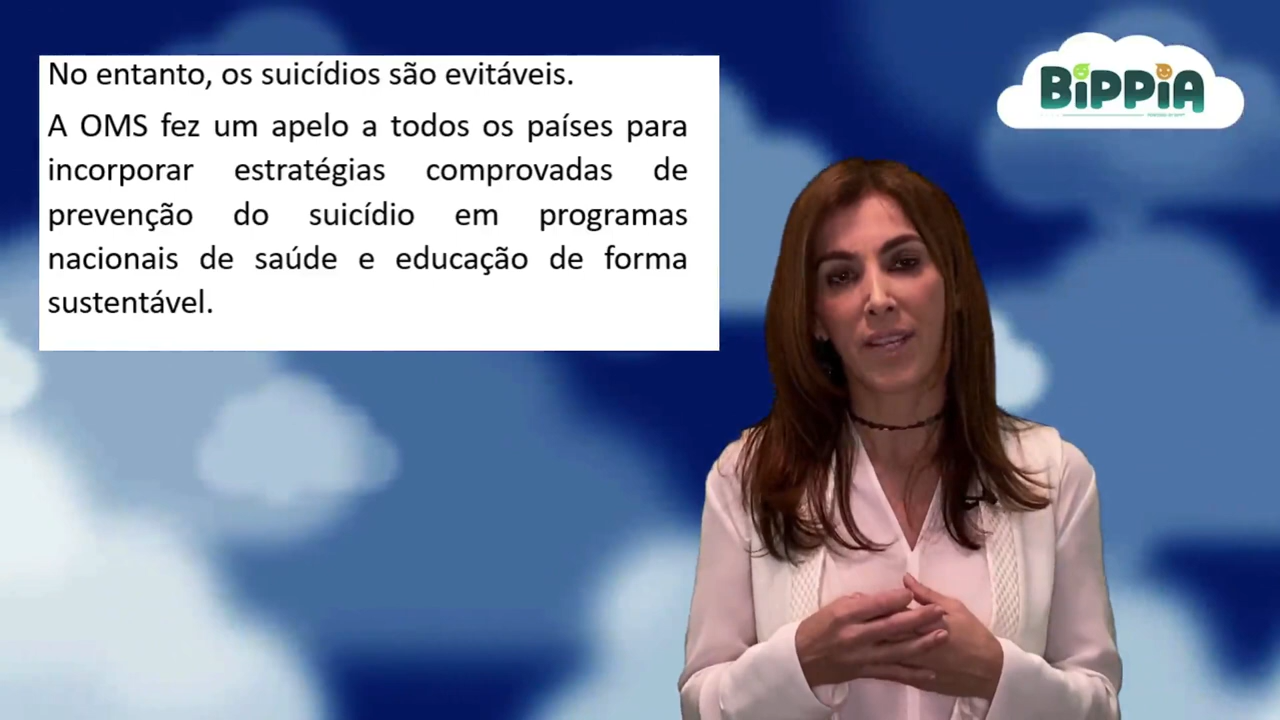 No entanto, os suicídios são evitáveis.
A OMS fez um apelo a todos os países para
incorporar estratégias comprovadas de
prevenção do suicídio em programas
nacionais de saúde e educação de forma
sustentável.
BiPPiA